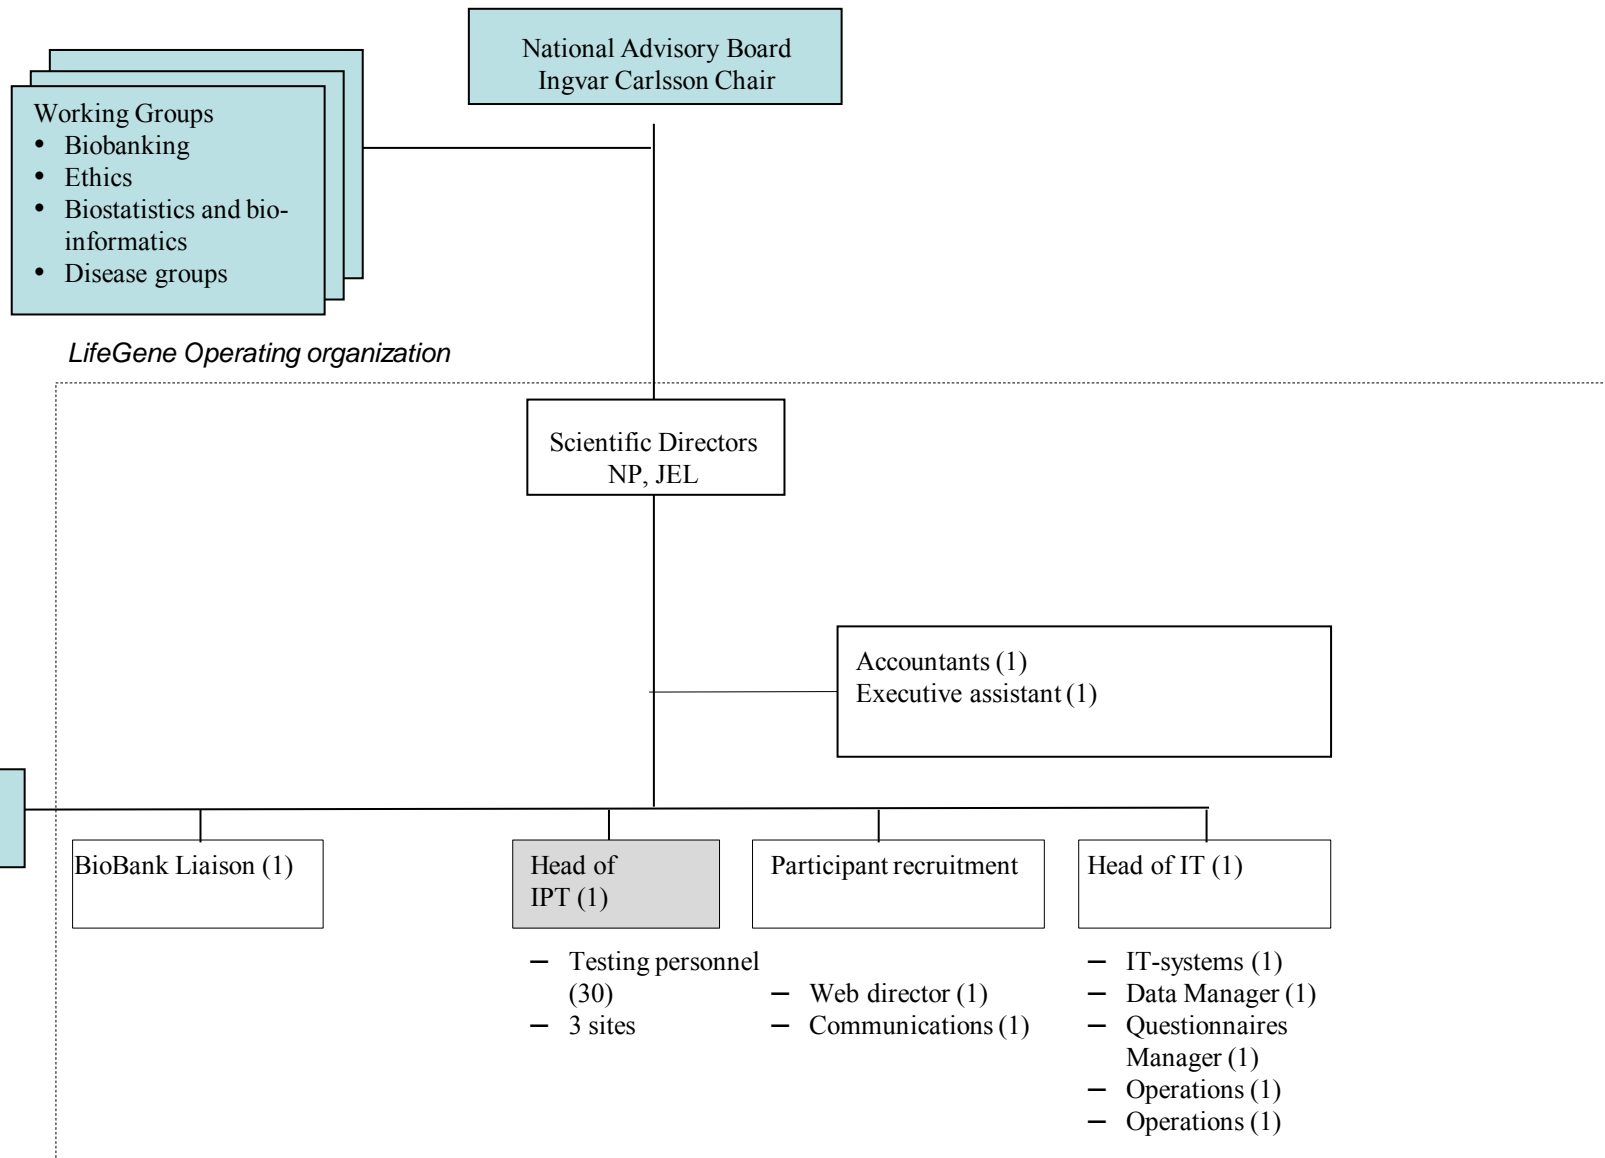 National Advisory Board
Ingvar Carlsson Chair
Working Groups
• Biobanking
• Ethics
• Biostatistics and bio-
informatics
• Disease groups
LifeGene Operating organization
Scientific Directors
NP, JEL
Accountants (1)
Executive assistant (1)
BioBank Liaison (1)
Head of
IPT (1)
– Testing personnel
(30)
– 3 sites
Participant recruitment
– Web director (1)
– Communications (1)
Head of IT (1)
– IT-systems (1)
– Data Manager (1)
– Questionnaires
Manager (1)
– Operations (1)
– Operations (1)